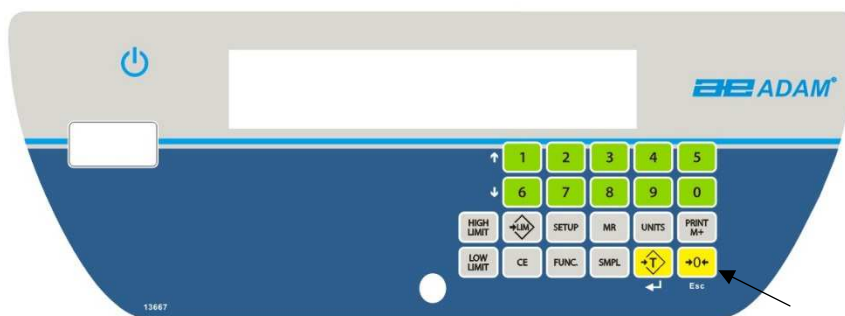 ae ADAM®
↑ 1 2 3 4 5
↓ 6 7 8 9 0
HIGH LIMIT →LIM SETUP MR UNITS PRINT M+
LOW LIMIT CE FUNC. SMPL →T →0←
Esc
13667